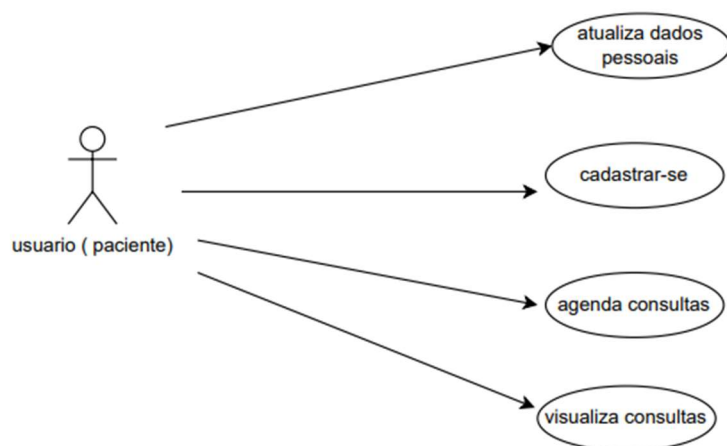 atualiza dados
pessoais
cadastrar-se
usuario ( paciente)
agenda consultas
visualiza consultas